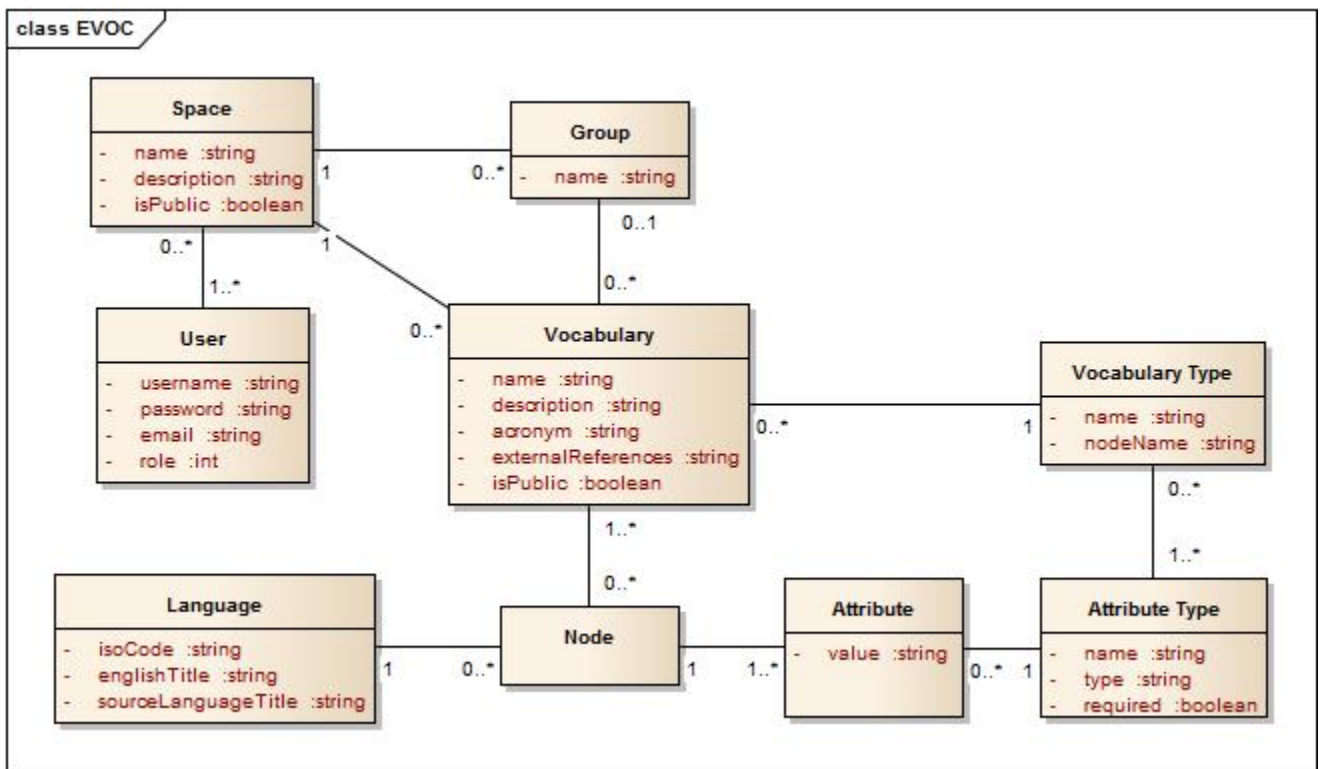 class EVOC
Space
- name :string
- description :string
- isPublic :boolean
Group
- name :string
1
0..*
0..*
1
0..1
1..*
0..*
0..*
User
- username :string
- password :string
- email :string
- role :int
Vocabulary
- name :string
- description :string
- acronym :string
- externalReferences :string
- isPublic :boolean
0..*
1
Vocabulary Type
- name :string
- nodeName :string
1..*
0..*
0..*
1..*
Language
- isoCode :string
- englishTitle :string
- sourceLanguageTitle :string
1
0..*
Node
1
1..*
Attribute
- value :string
0..*
1
Attribute Type
- name :string
- type :string
- required :boolean